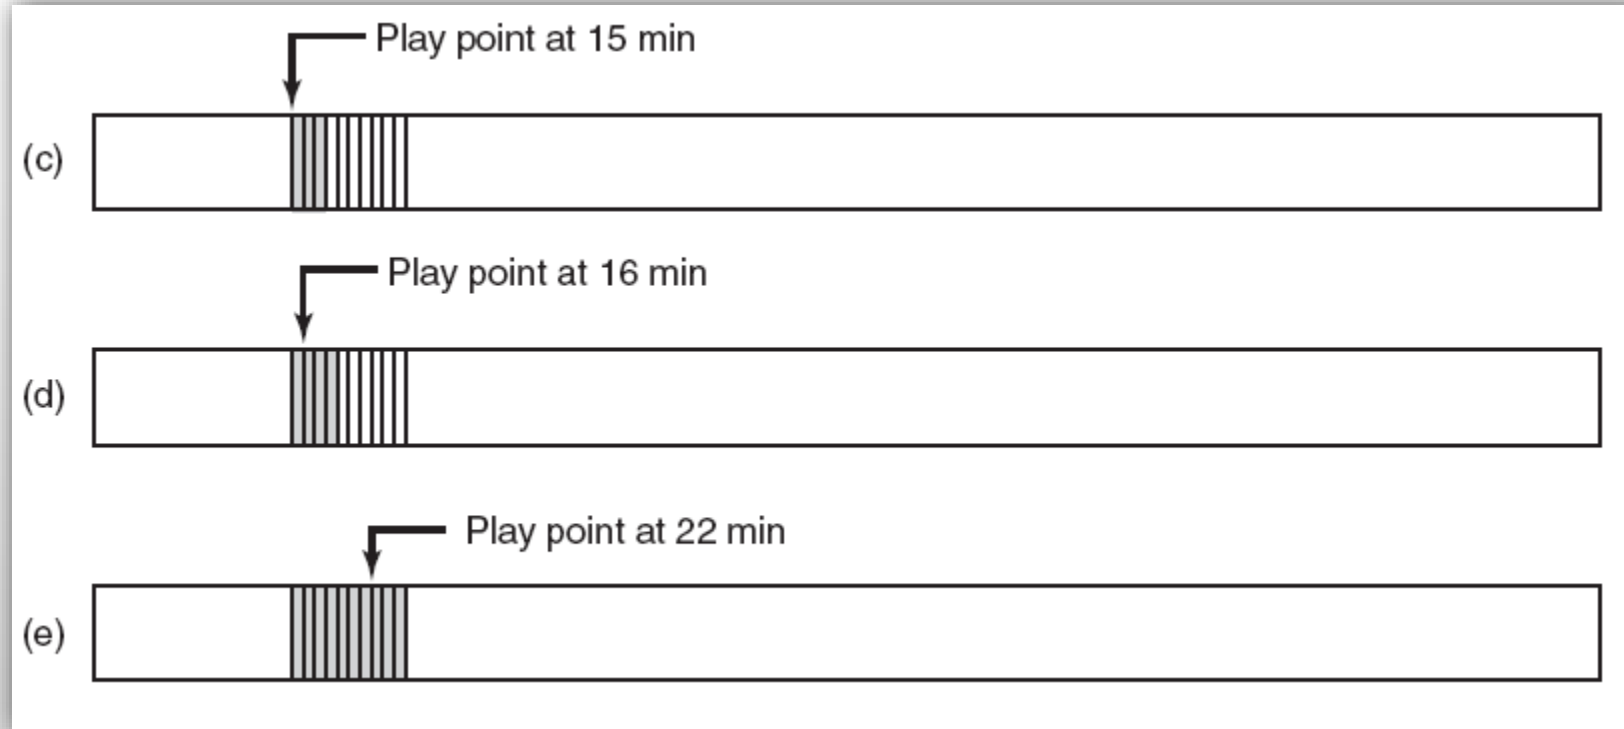 Play point at 15 min
(c)
Play point at 16 min
(d)
Play point at 22 min
(e)